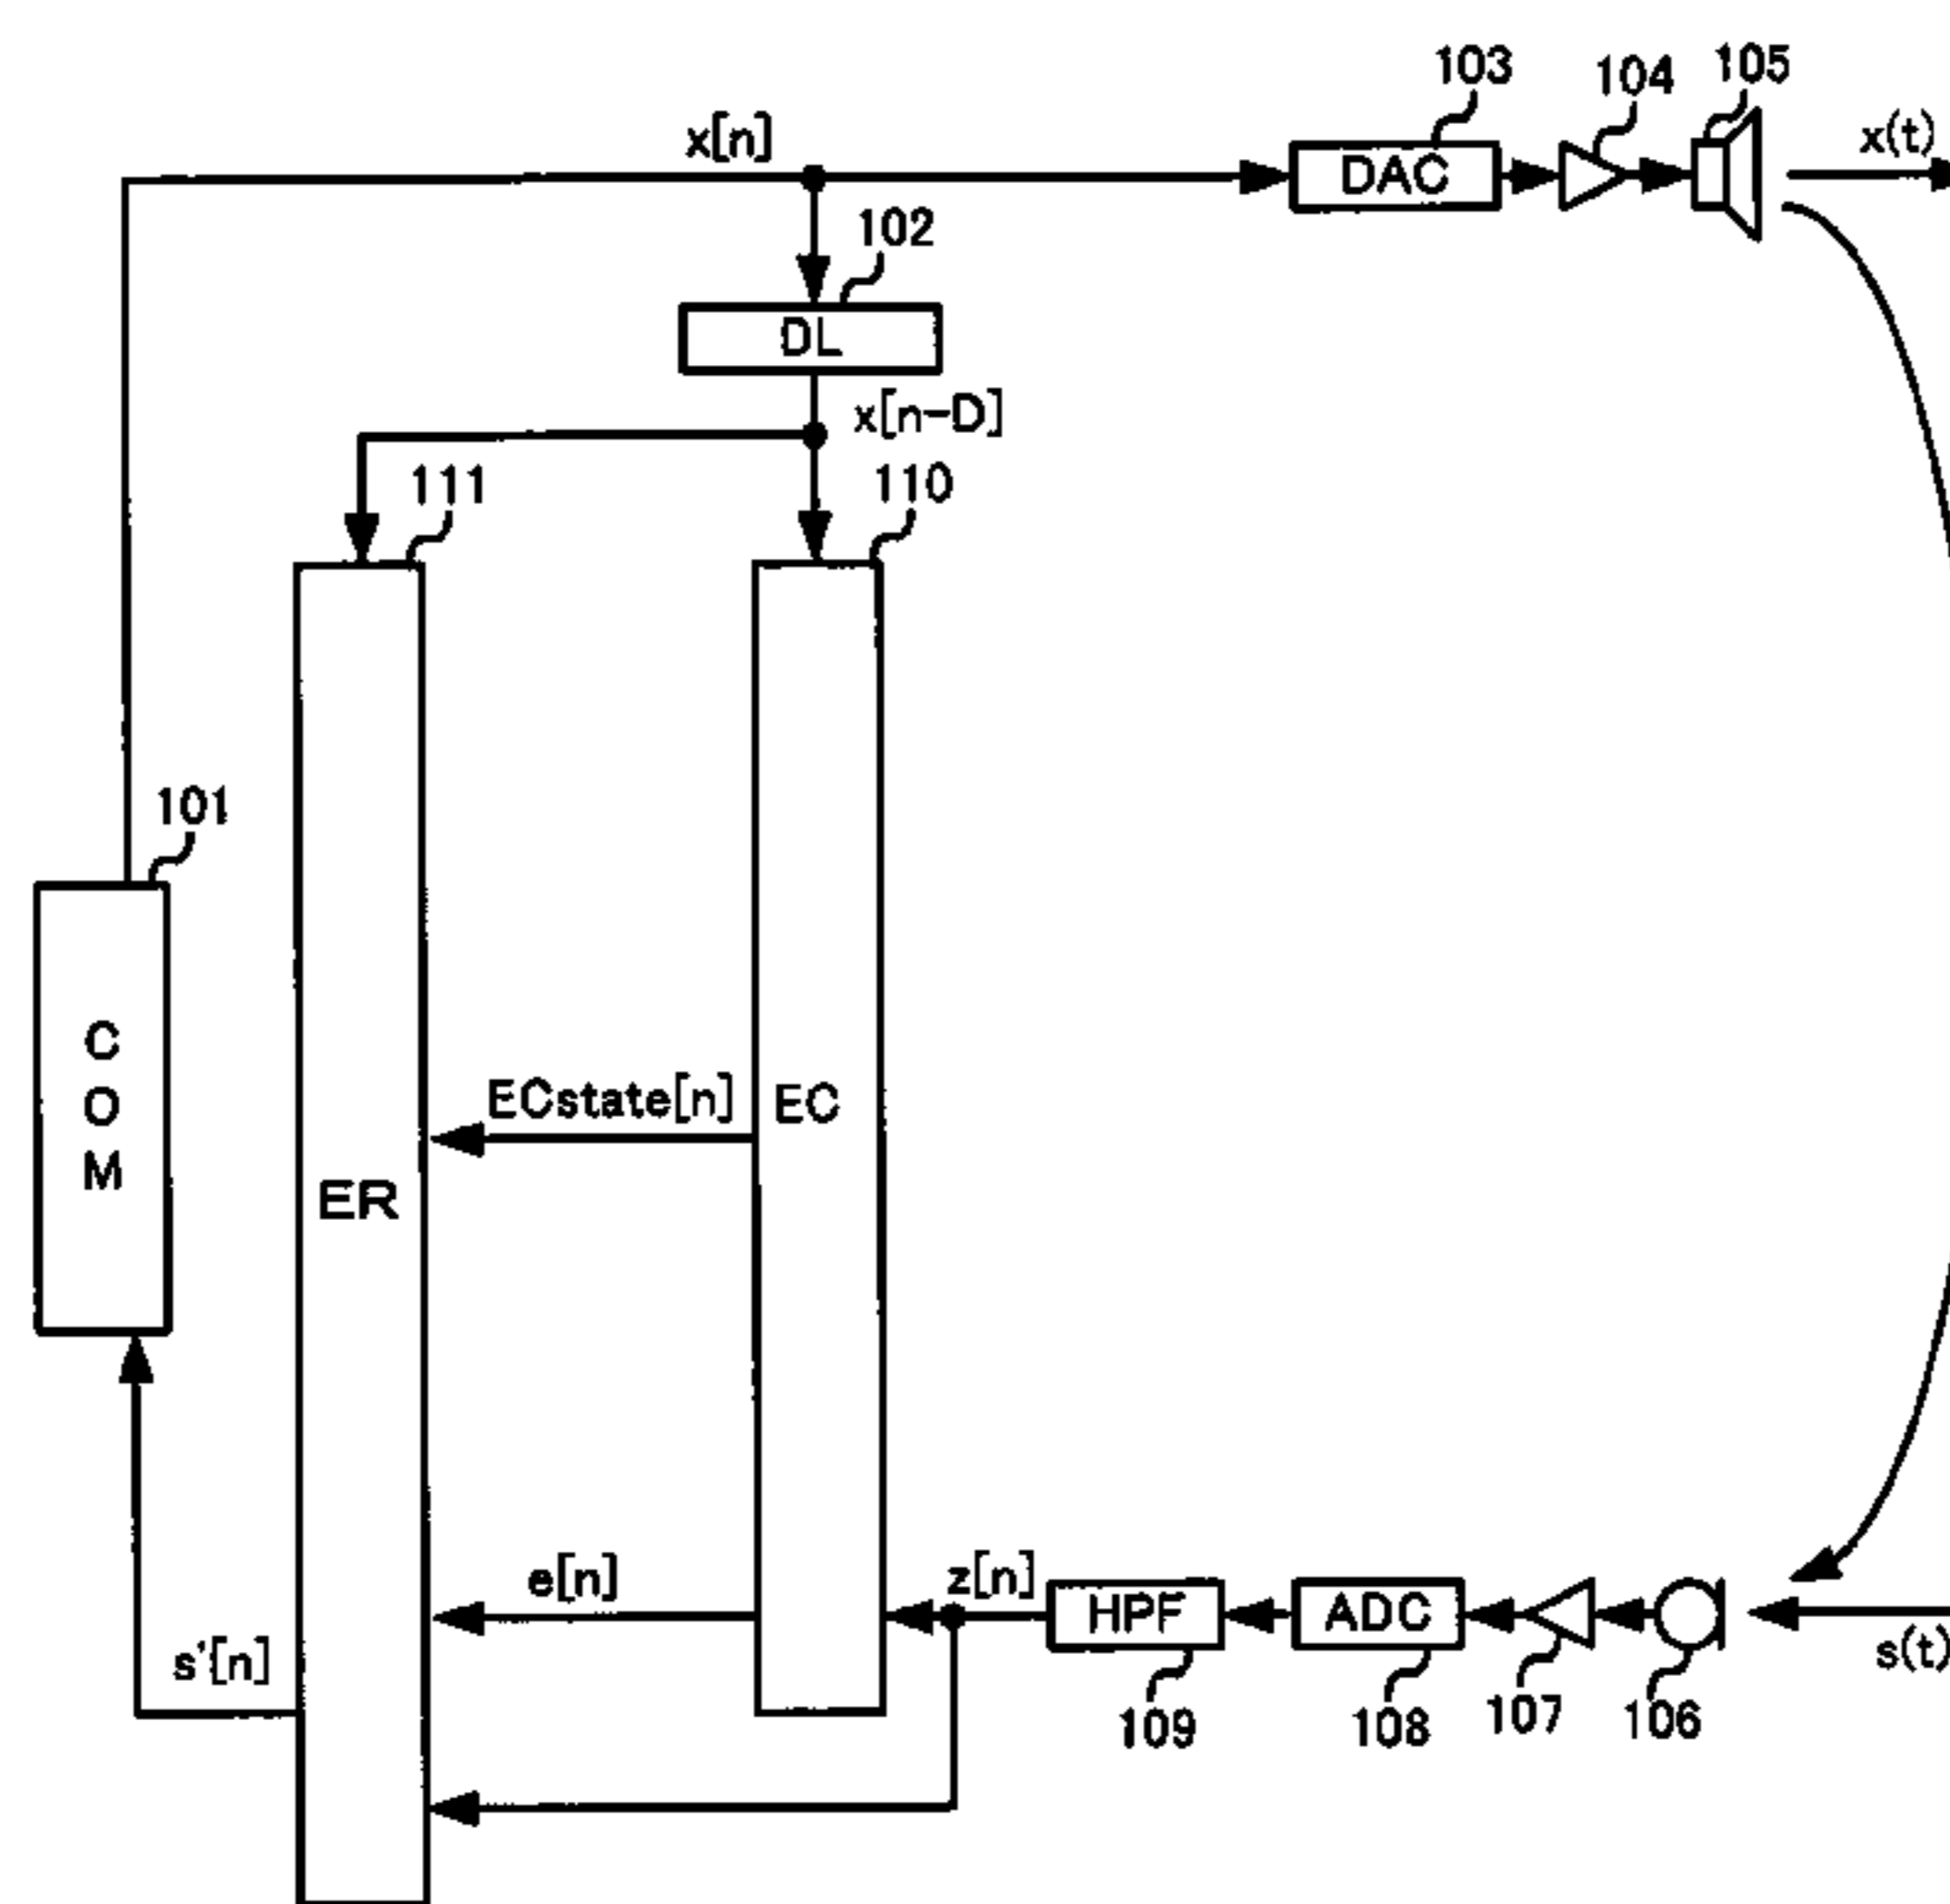 103
104
105
x[n]
x(t)
DAC
102
DL
x[n-D]
111
110
101
C
O
M
ECstate[n]
EC
ER
e[n]
z[n]
HPF
ADC
s'[n]
s(t)
109
108
107
106